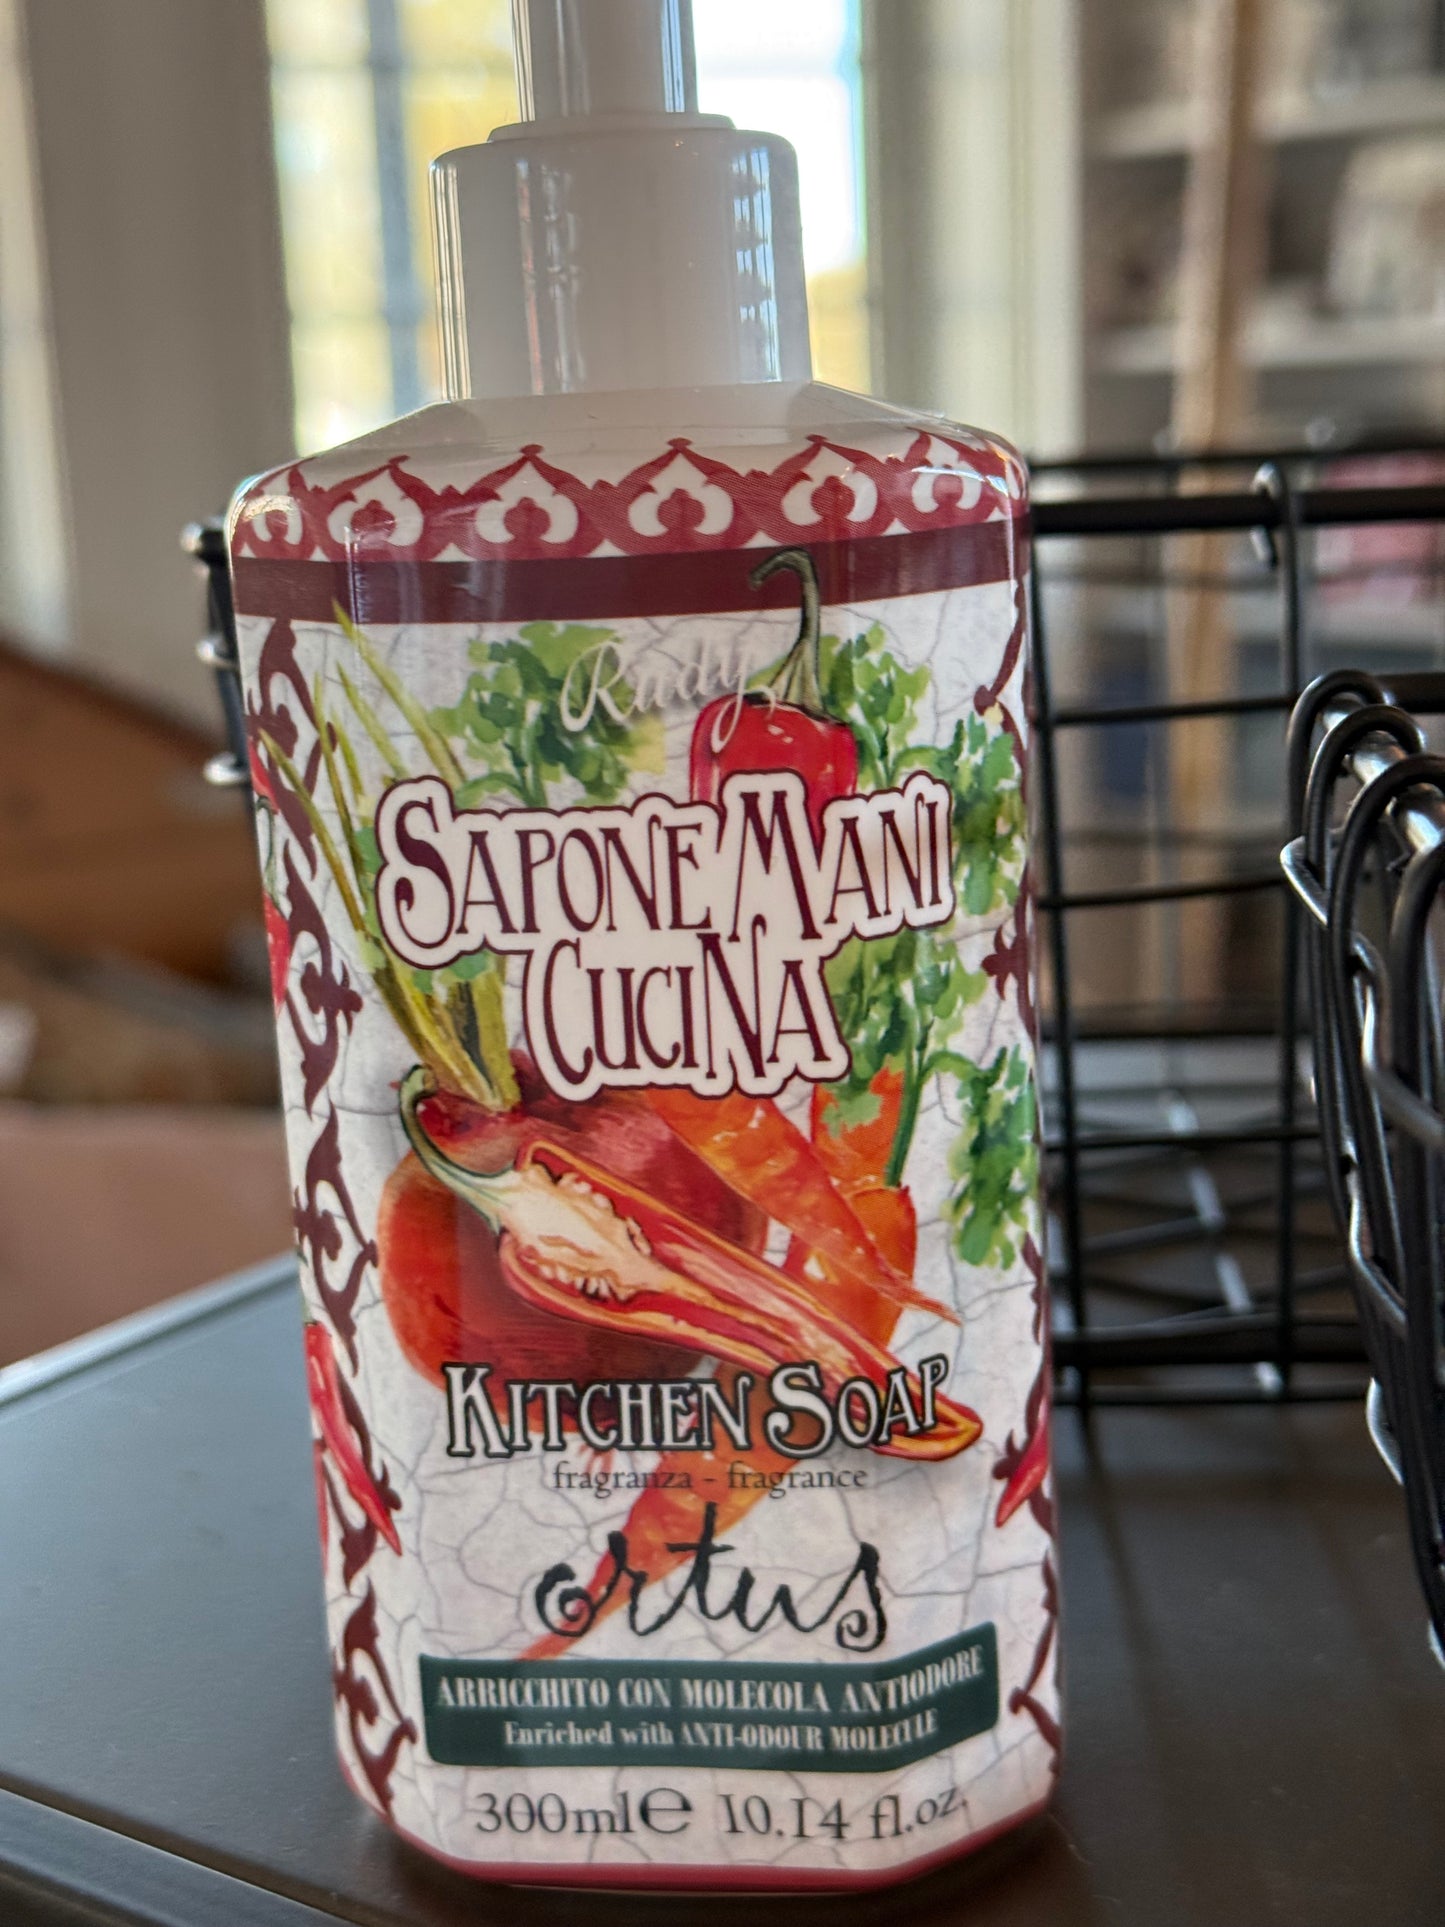 Rudy
SAPONE MANI
CUCINA
KITCHEN SOAP
fragranza - fragrance
ortus
ARRICCHITO CON MOLECOLA ANTIODORE
Enriched with ANTI-ODOUR MOLECULE
300ml℮ 10.14 fl.oz.